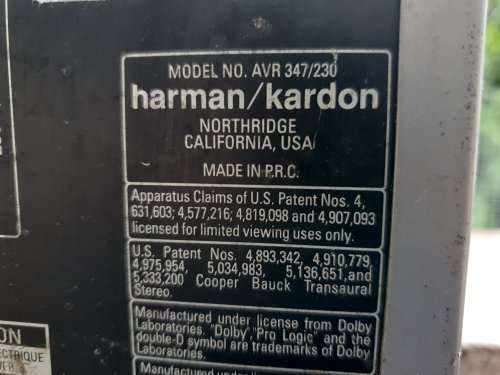 MODEL NO. AVR 347/230
harman/kardon
NORTHRIDGE
CALIFORNIA, USA
MADE IN P.R.C.
Apparatus Claims of U.S. Patent Nos. 4,
631,603; 4,577,216; 4,819,098 and 4,907,093
licensed for limited viewing uses only.
U.S. Patent Nos. 4,893,342, 4,910,779,
4,975,954, 5,034,983, 5,136,651,and
5,333,200 Cooper Bauck Transaural
Stereo.
Manufactured under license from Dolby
Laboratories. "Dolby","Pro Logic" and the
double-D symbol are trademarks of Dolby
Laboratories.
Manufactured under license
ON
ECTRIQUE